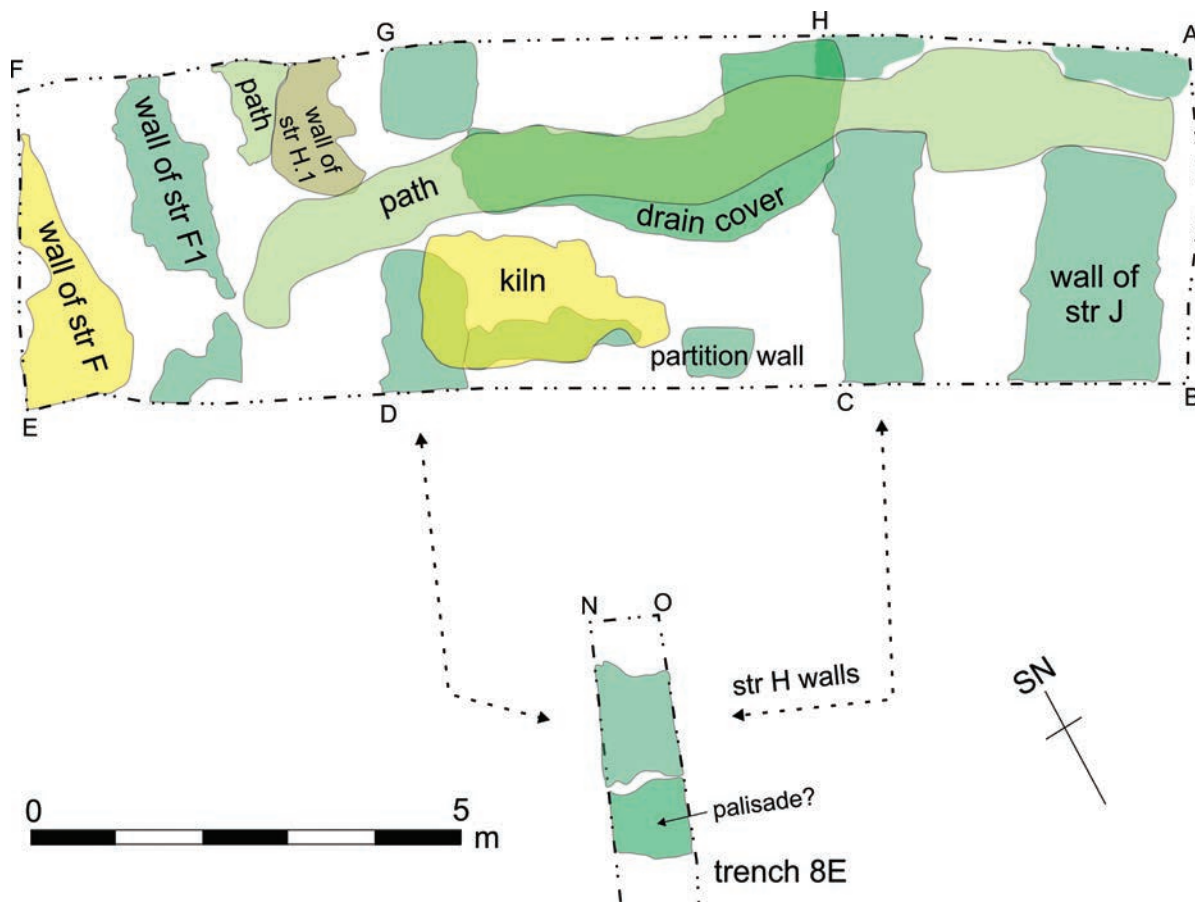 H
G
A
F
path
wall of str F1
wall of
str H.1
path
drain cover
wall of str F
kiln
wall of
str J
partition wall
E
D
C
B
N O
str H walls
SN
palisade?
0 5
m
trench 8E